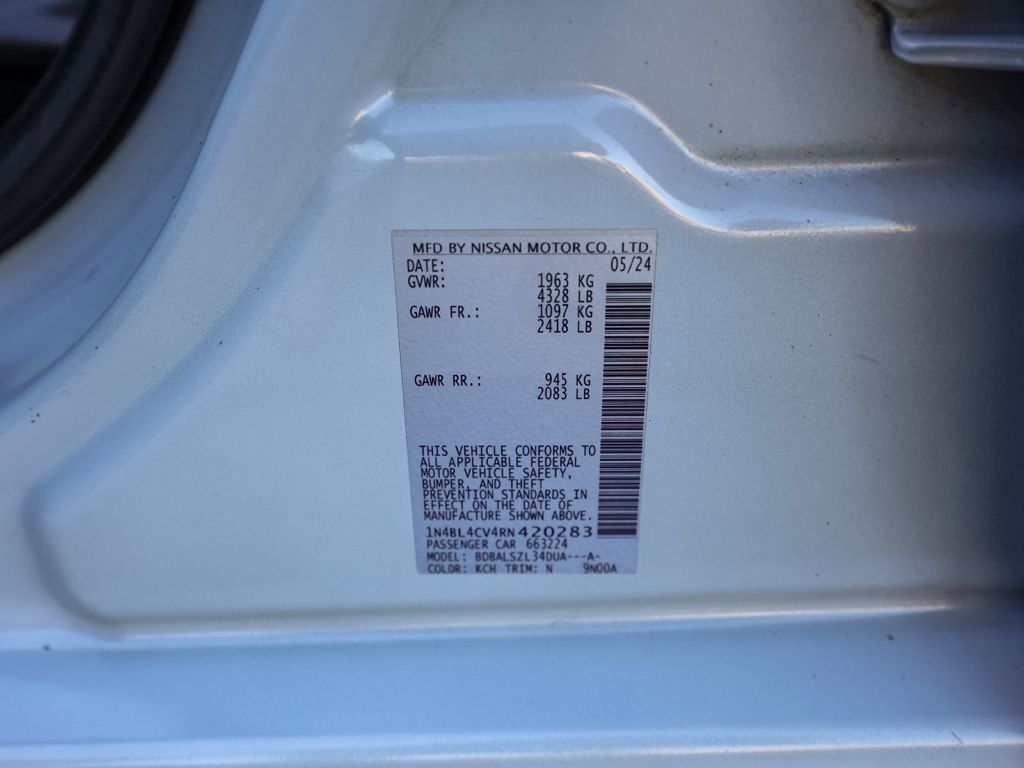 MFD BY NISSAN MOTOR CO., LTD.
DATE: 05/24
GVWR: 1963 KG
4328 LB
GAWR FR.: 1097 KG
2418 LB
GAWR RR.: 945 KG
2083 LB
THIS VEHICLE CONFORMS TO
ALL APPLICABLE FEDERAL
MOTOR VEHICLE SAFETY,
BUMPER, AND THEFT
PREVENTION STANDARDS IN
EFFECT ON THE DATE OF
MANUFACTURE SHOWN ABOVE.
1N4BL4CV4RN420283
PASSENGER CAR 663224
MODEL: BDBALSZL34DUA---A-
COLOR: KCH TRIM: N 9N00A